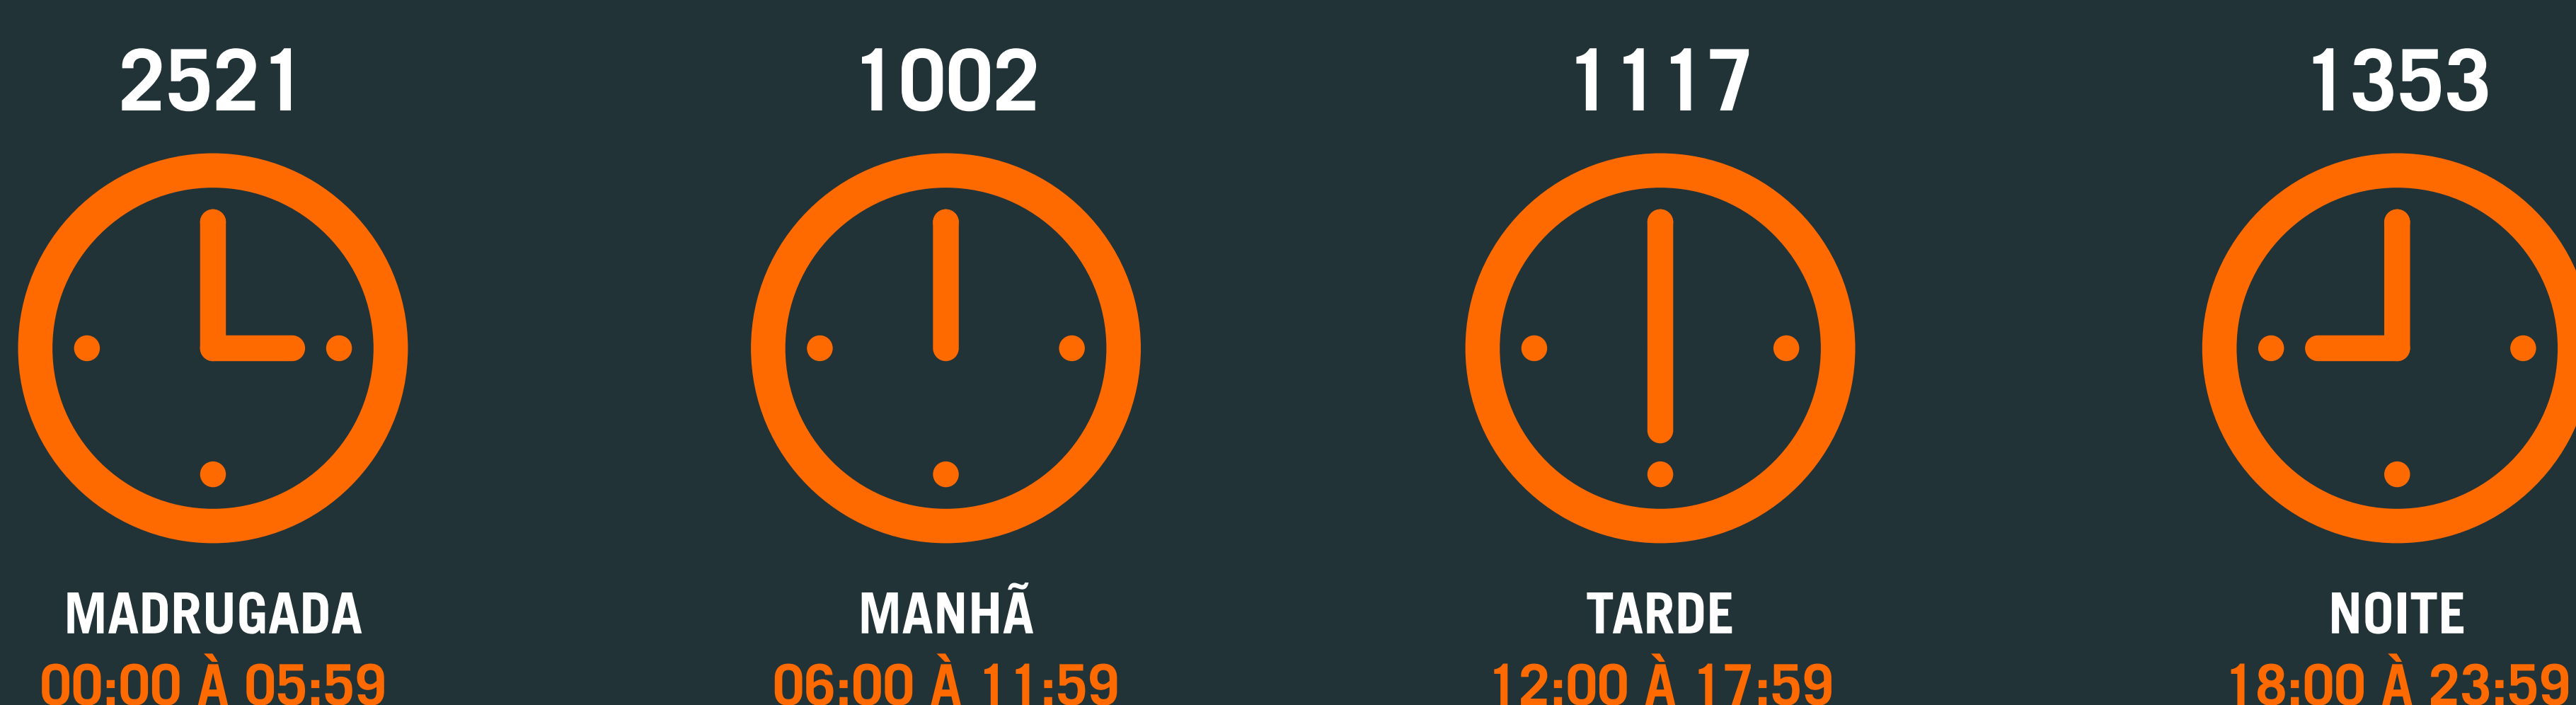 2521
1002
1117
1353
MADRUGADA
MANHÃ
TARDE
NOITE
00:00 À 05:59
06:00 À 11:59
12:00 À 17:59
18:00 À 23:59